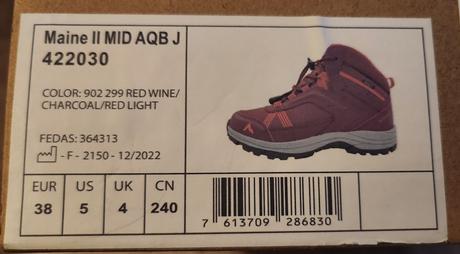 Maine II MID AQB J
422030
COLOR: 902 299 RED WINE/
CHARCOAL/RED LIGHT
FEDAS: 364313
- F - 2150 - 12/2022
EUR US UK CN
38 5 4 240
7 613709 286830